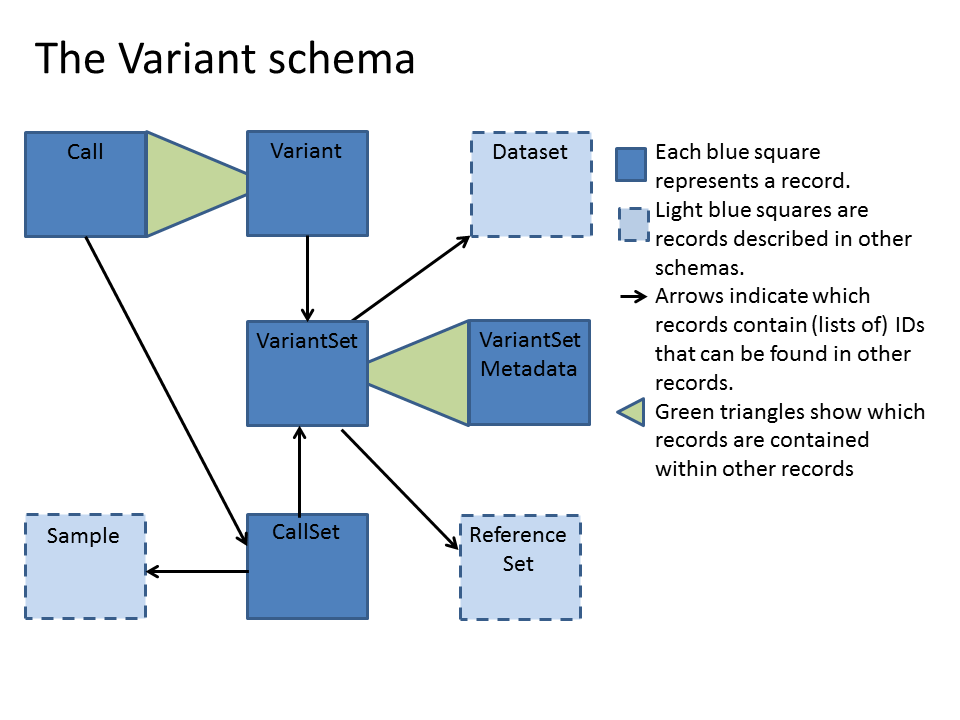 The Variant schema
Call
Variant
Dataset
VariantSet
VariantSet
Metadata
Sample
CallSet
Reference
Set
Each blue square
represents a record.
Light blue squares are
records described in other
schemas.
Arrows indicate which
records contain (lists of) IDs
that can be found in other
records.
Green triangles show which
records are contained
within other records